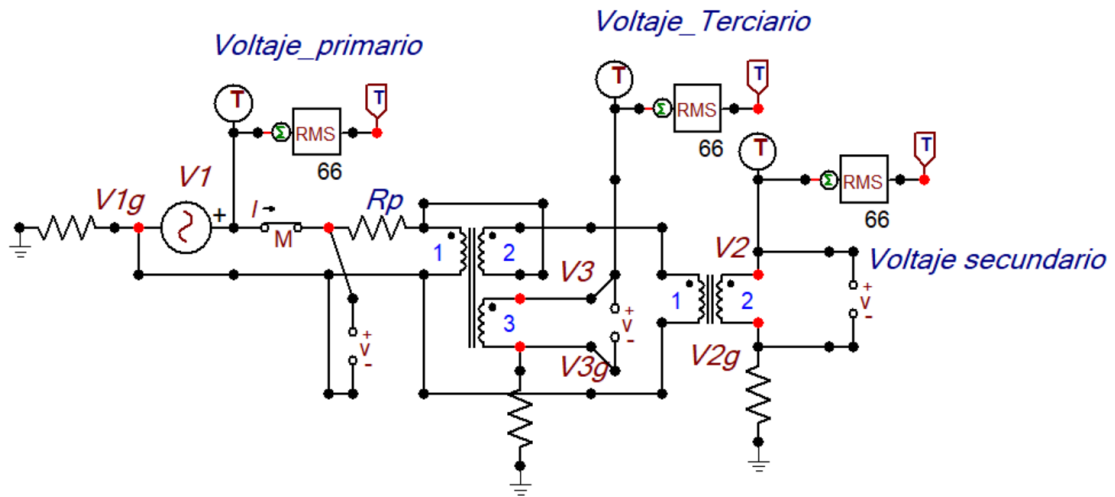 Voltaje_primario
Voltaje_Terciario
T
T
T
RMS
66
T
RMS
66
T
T
RMS
66
V1g
V1
+
I
M
Rp
1
2
3
V3
V3g
+
V
-
+
V
-
V2
1
2
V2g
+
V
-
Voltaje secundario